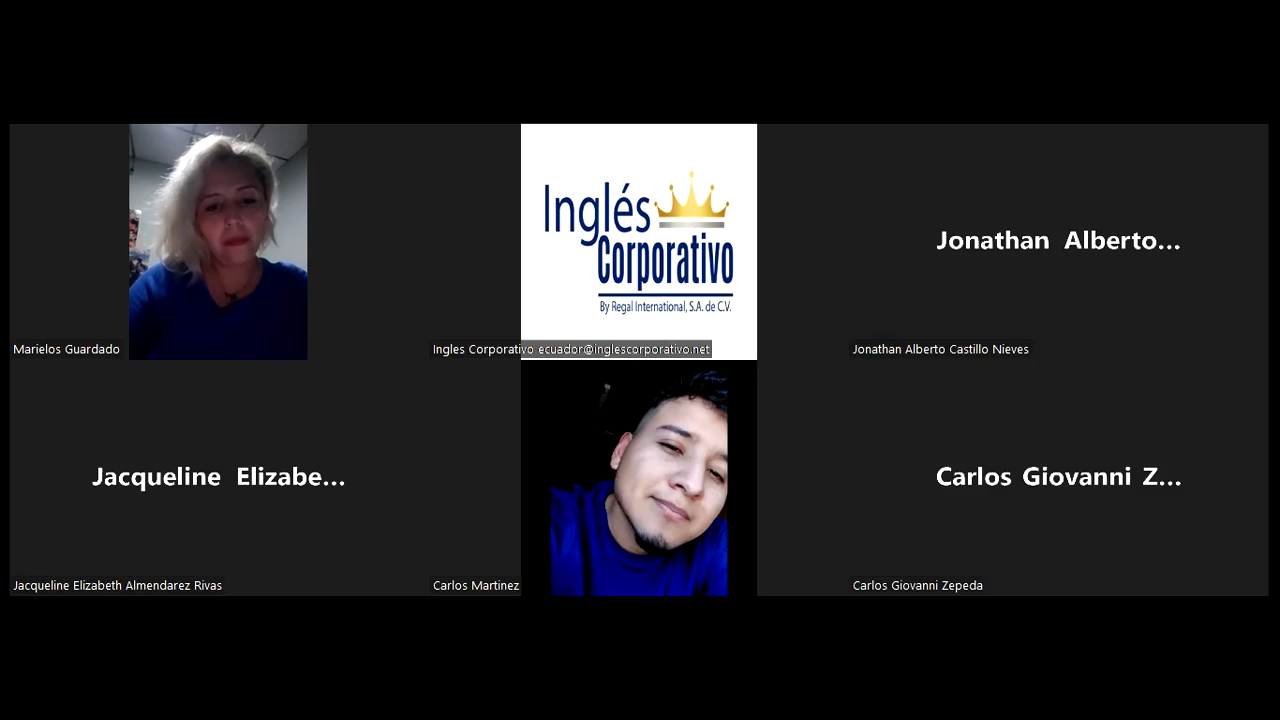 Inglés
Corporativo
By Regal International, S.A. de C.V.
Jonathan Alberto...
Marielos Guardado
Ingles Corporativo ecuador@inglescorporativo.net
Jonathan Alberto Castillo Nieves
Jacqueline Elizabe...
Carlos Giovanni Z...
Jacqueline Elizabeth Almendarez Rivas
Carlos Martinez
Carlos Giovanni Zepeda